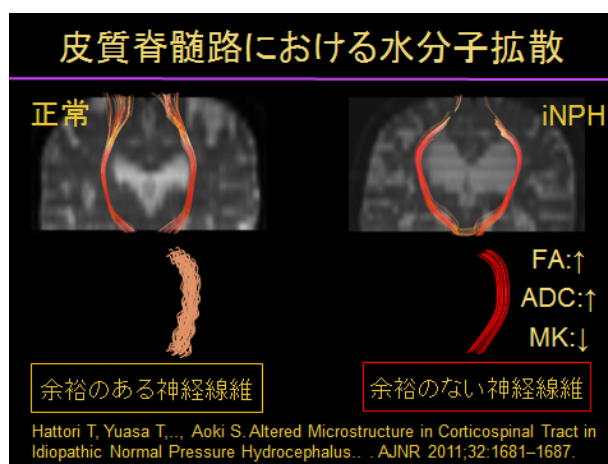 皮質脊髄路における水分子拡散
正常
iNPH
FA:↑
ADC:↑
MK:↓
余裕のある神経線維
余裕のない神経線維
Hattori T, Yuasa T,.., Aoki S. Altered Microstructure in Corticospinal Tract in
Idiopathic Normal Pressure Hydrocephalus.. . AJNR 2011;32:1681–1687.